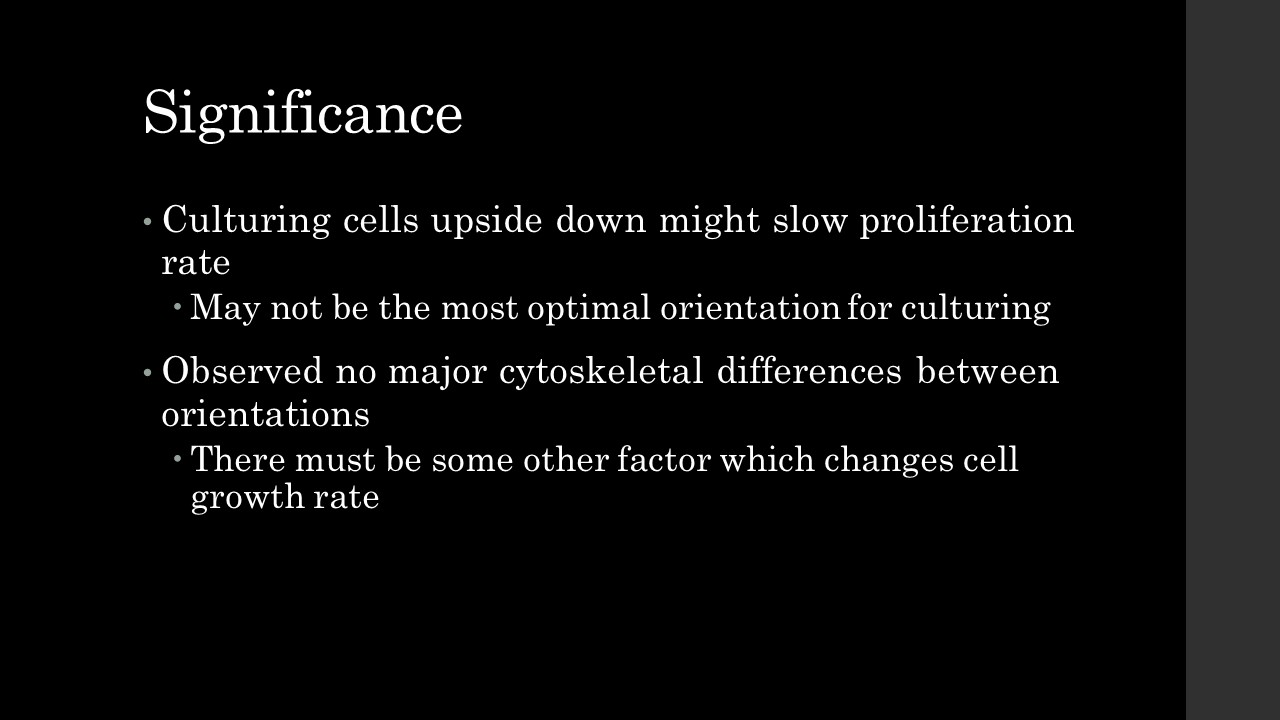 Significance
• Culturing cells upside down might slow proliferation
rate
▪ May not be the most optimal orientation for culturing
• Observed no major cytoskeletal differences between
orientations
▪ There must be some other factor which changes cell
growth rate